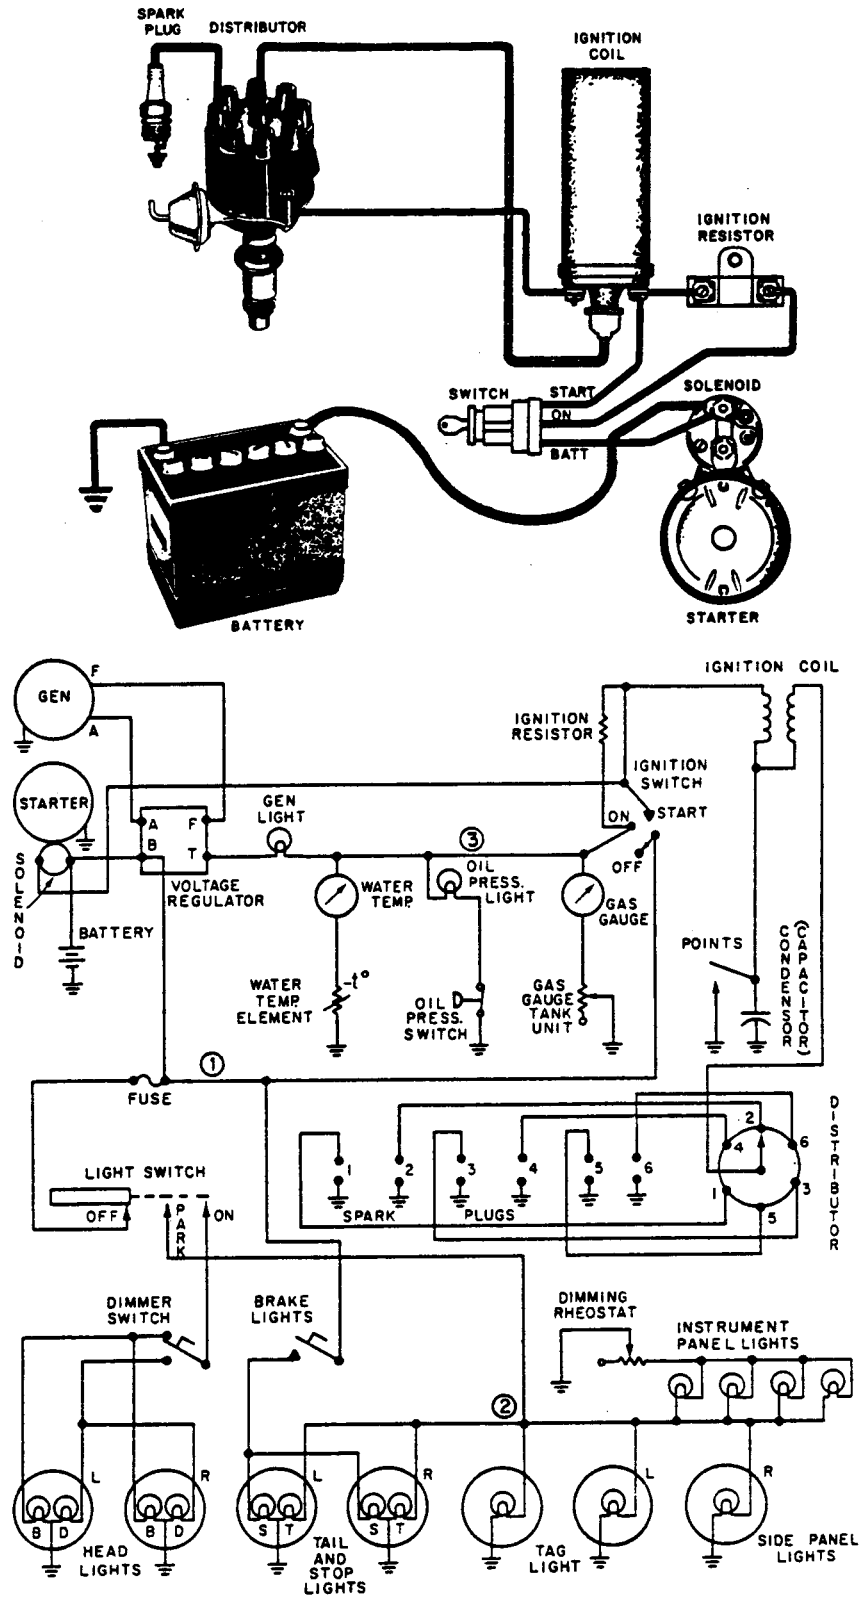 SPARK
PLUG
DISTRIBUTOR
IGNITION
COIL
IGNITION
RESISTOR
SWITCH
START
ON
BATT
SOLENOID
BATTERY
STARTER
GEN
F
A
STARTER
SOLENOID
A
B
F
T
VOLTAGE
REGULATOR
BATTERY
GEN
LIGHT
WATER
TEMP.
-t°
WATER
TEMP.
ELEMENT
3
OIL
PRESS.
LIGHT
OIL
PRESS.
SWITCH
GAS
GAUGE
GAS
GAUGE
TANK
UNIT
IGNITION
RESISTOR
IGNITION
SWITCH
START
ON
OFF
IGNITION COIL
POINTS
CONDENSOR
(CAPACITOR)
1
FUSE
LIGHT SWITCH
OFF
PARK
ON
1
2
3
4
5
6
SPARK PLUGS
2
4
6
1
3
5
DISTRIBUTOR
DIMMER
SWITCH
BRAKE
LIGHTS
DIMMING
RHEOSTAT
INSTRUMENT
PANEL LIGHTS
2
L
R
B D
B D
HEAD
LIGHTS
L
R
S T
S T
TAIL
AND
STOP
LIGHTS
TAG
LIGHT
L
R
SIDE PANEL
LIGHTS